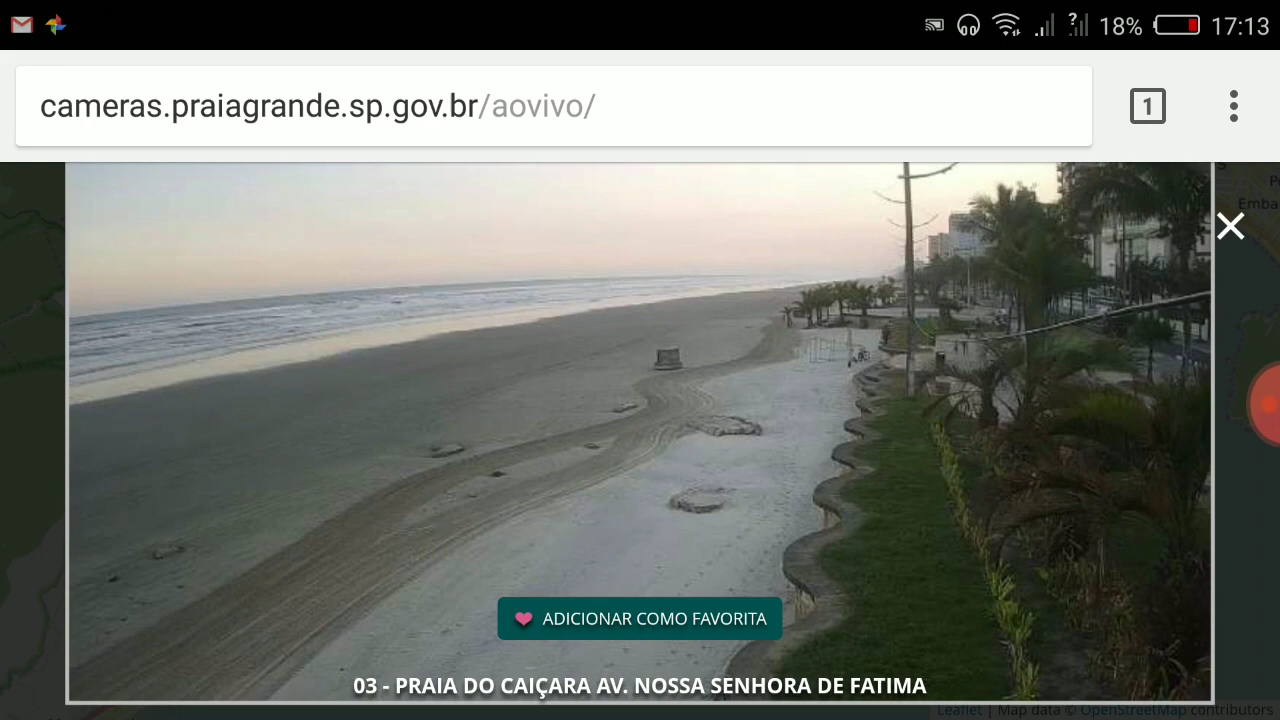 18% 17:13
cameras.praiagrande.sp.gov.br/aovivo/ 1
Emba
ADICIONAR COMO FAVORITA
03 - PRAIA DO CAIÇARA AV. NOSSA SENHORA DE FATIMA
Leaflet | Map data © OpenStreetMap contributors